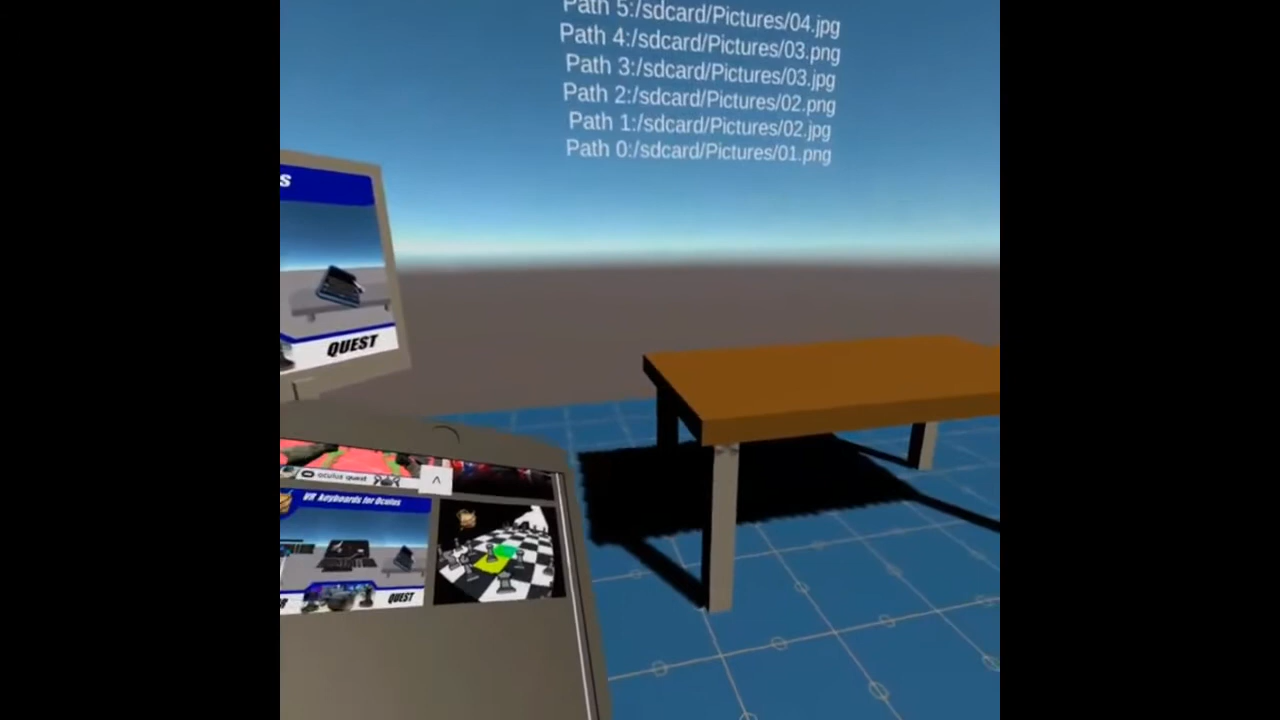 Path 5:/sdcard/Pictures/04.jpg
Path 4:/sdcard/Pictures/03.png
Path 3:/sdcard/Pictures/03.jpg
Path 2:/sdcard/Pictures/02.png
Path 1:/sdcard/Pictures/02.jpg
Path 0:/sdcard/Pictures/01.png
S
QUEST
oculus quest
^
VR keyboards for Oculus
QUEST